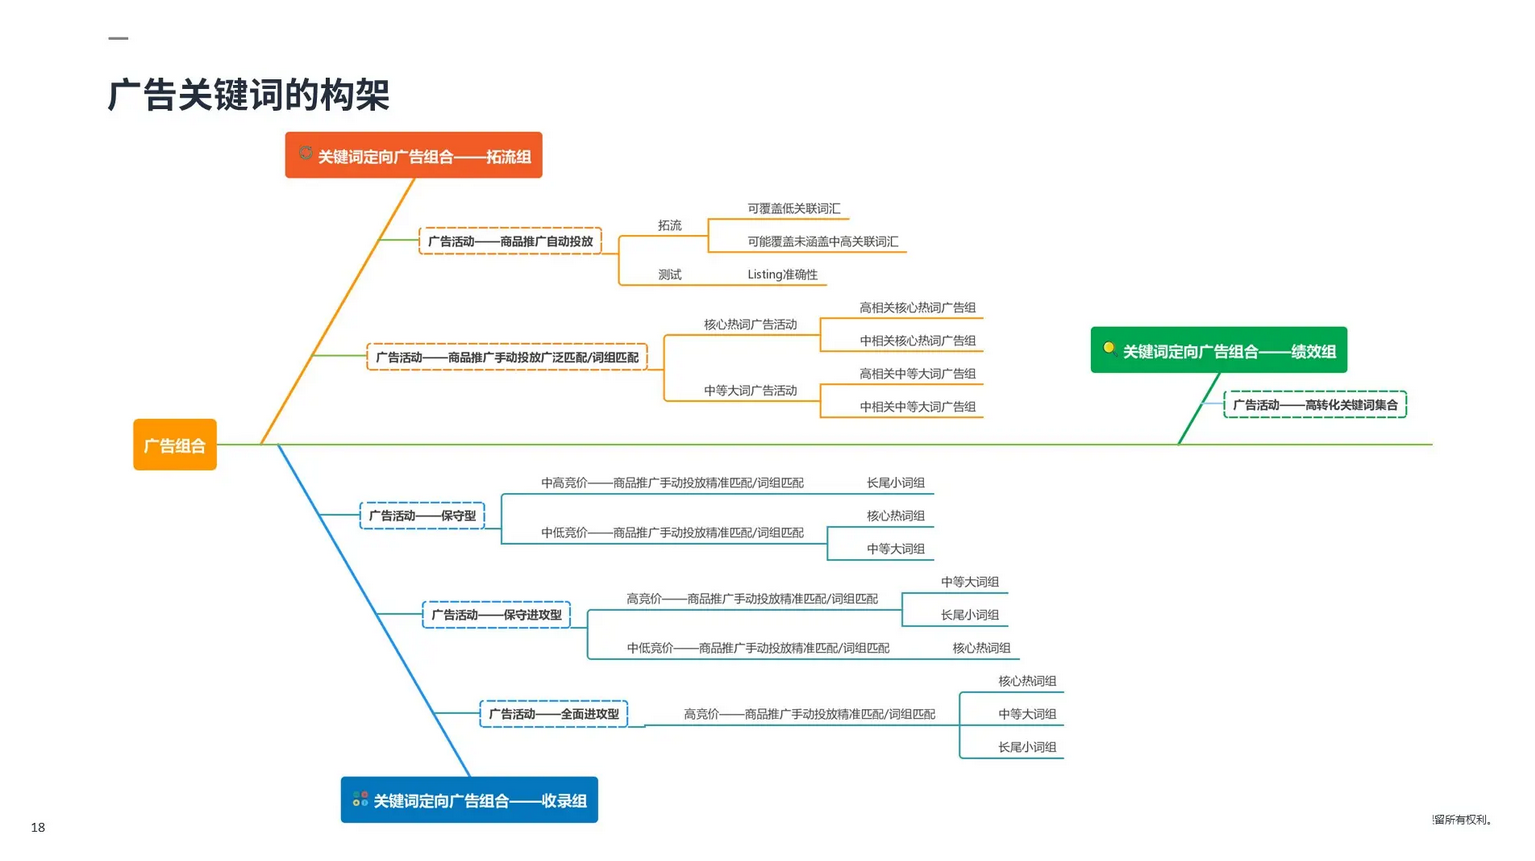 广告关键词的构架
关键词定向广告组合——拓流组
广告活动——商品推广自动投放
拓流
可覆盖低关联词汇
可能覆盖未涵盖中高关联词汇
测试
Listing准确性
广告活动——商品推广手动投放广泛匹配/词组匹配
核心热词广告活动
高相关核心热词广告组
中相关核心热词广告组
中等大词广告活动
高相关中等大词广告组
中相关中等大词广告组
关键词定向广告组合——绩效组
广告活动——高转化关键词集合
广告组合
广告活动——保守型
中高竞价——商品推广手动投放精准匹配/词组匹配
长尾小词组
中低竞价——商品推广手动投放精准匹配/词组匹配
核心热词组
中等大词组
广告活动——保守进攻型
高竞价——商品推广手动投放精准匹配/词组匹配
中等大词组
长尾小词组
中低竞价——商品推广手动投放精准匹配/词组匹配
核心热词组
广告活动——全面进攻型
高竞价——商品推广手动投放精准匹配/词组匹配
核心热词组
中等大词组
长尾小词组
关键词定向广告组合——收录组
18
留所有权利。